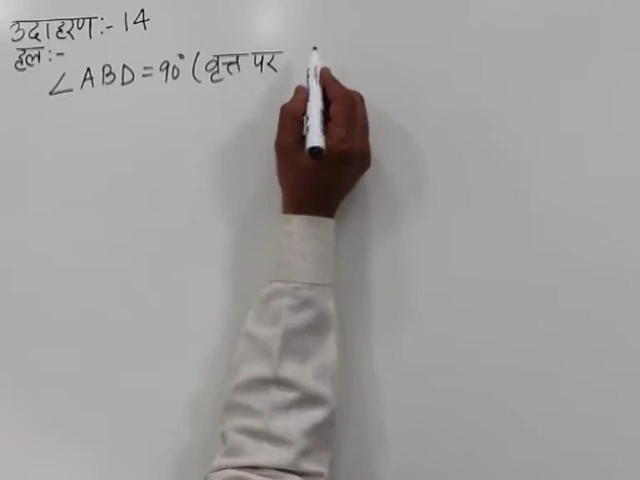 उदाहरण:- 14
हल:-
∠ABD = 90° (वृत्त पर